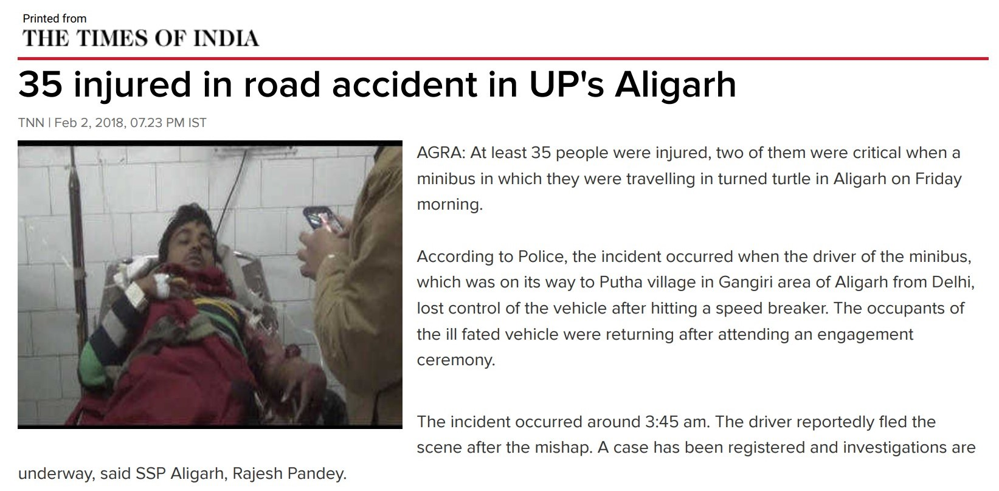 Printed from
THE TIMES OF INDIA
35 injured in road accident in UP's Aligarh
TNN | Feb 2, 2018, 07.23 PM IST
AGRA: At least 35 people were injured, two of them were critical when a
minibus in which they were travelling in turned turtle in Aligarh on Friday
morning.
According to Police, the incident occurred when the driver of the minibus,
which was on its way to Putha village in Gangiri area of Aligarh from Delhi,
lost control of the vehicle after hitting a speed breaker. The occupants of
the ill fated vehicle were returning after attending an engagement
ceremony.
The incident occurred around 3:45 am. The driver reportedly fled the
scene after the mishap. A case has been registered and investigations are
underway, said SSP Aligarh, Rajesh Pandey.